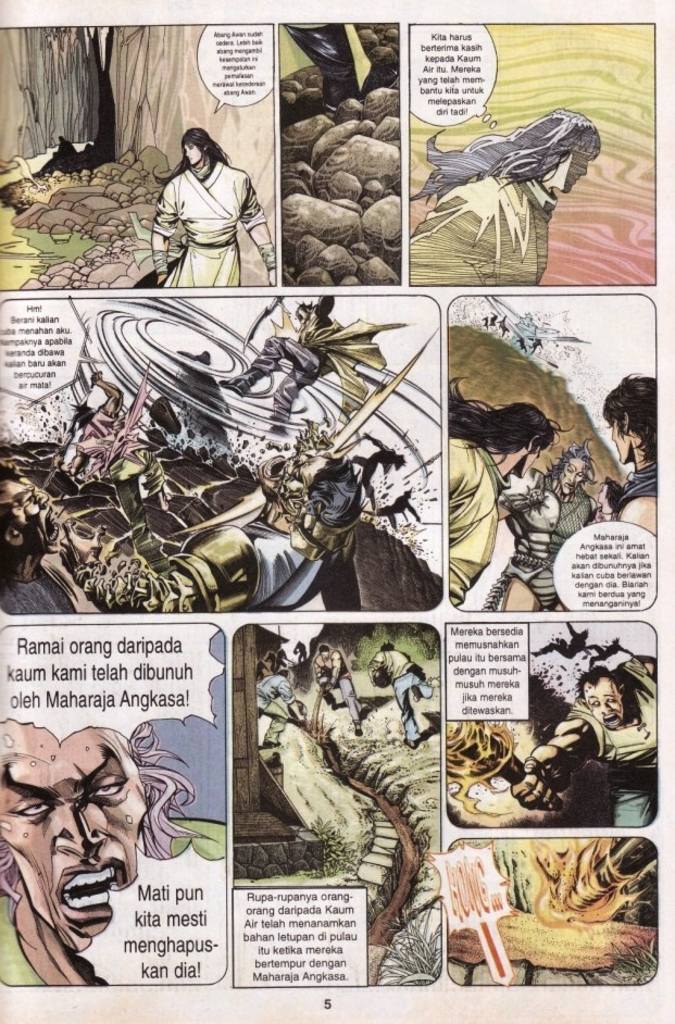 Abang Awan sudah
cedera. Lebih baik
abang mengambil
kesempatan ini
mengaturkan
pernafasan
merawat kecederaan
abang Awan.
Kita harus
berterima kasih
kepada Kaum
Air itu. Mereka
yang telah mem-
bantu kita untuk
melepaskan
diri tadi!
Hm!
Berani kalian
cuba menahan aku.
Nampaknya apabila
keranda dibawa
kalian baru akan
bercucuran
air mata!
Maharaja
Angkasa ini amat
hebat sekali. Kalian
akan dibunuhnya jika
kalian cuba berlawan
dengan dia. Biarlah
kami berdua yang
menanganinya!
Ramai orang daripada
kaum kami telah dibunuh
oleh Maharaja Angkasa!
Mati pun
kita mesti
menghapus-
kan dia!
Rupa-rupanya orang-
orang daripada Kaum
Air telah menanamkan
bahan letupan di pulau
itu ketika mereka
bertempur dengan
Maharaja Angkasa.
Mereka bersedia
memusnahkan
pulau itu bersama
dengan musuh-
musuh mereka
jika mereka
ditewaskan.
HONG!
5